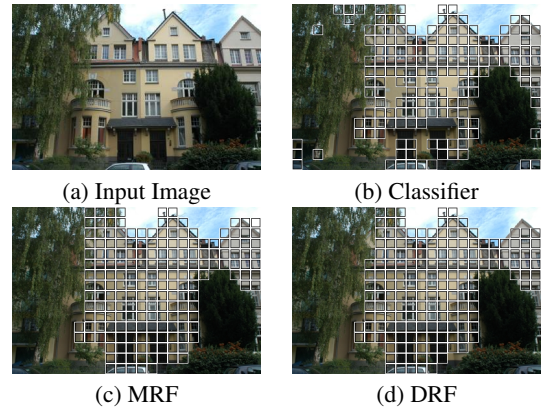 (a) Input Image
(b) Classifier
(c) MRF
(d) DRF